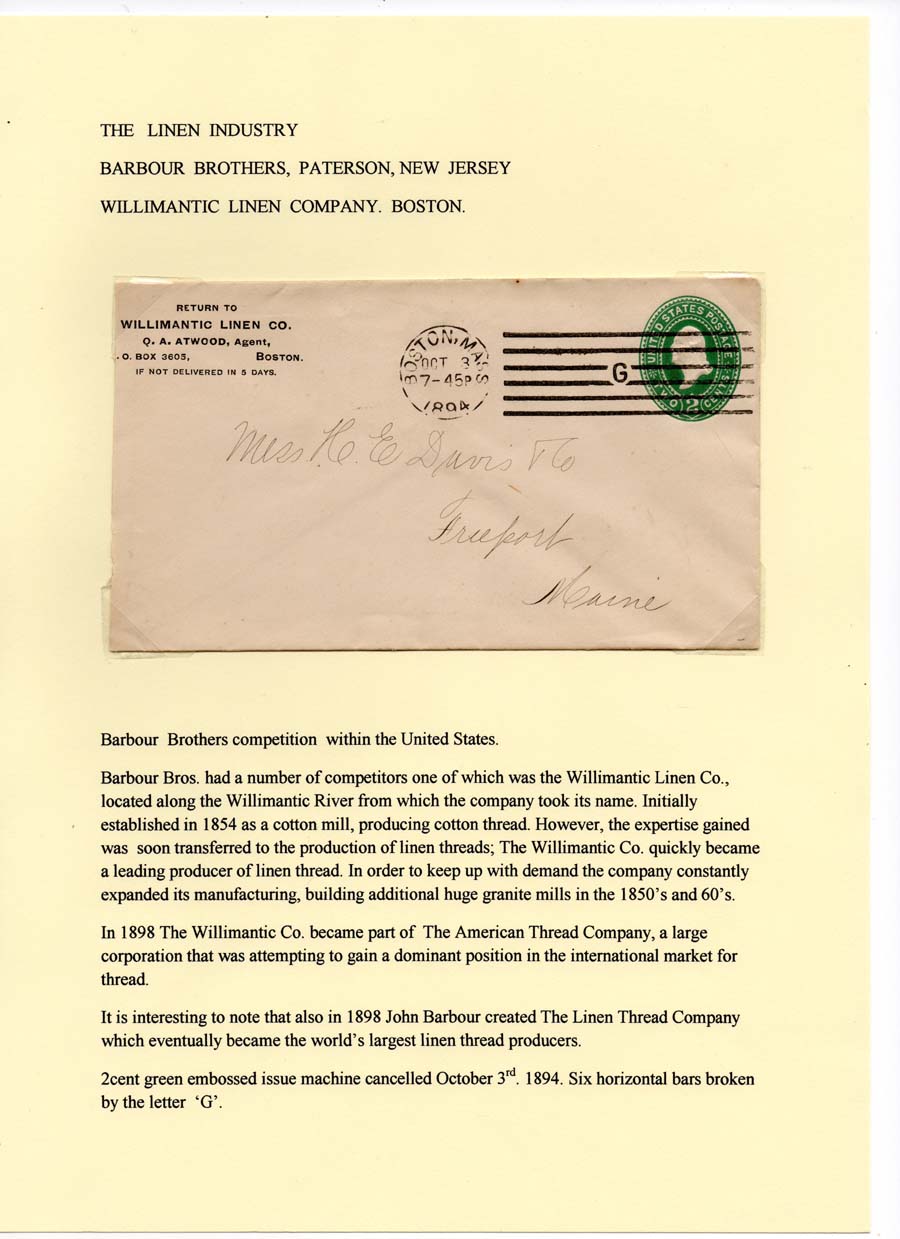 THE LINEN INDUSTRY
BARBOUR BROTHERS, PATERSON, NEW JERSEY
WILLIMANTIC LINEN COMPANY. BOSTON.
RETURN TO
WILLIMANTIC LINEN CO.
Q. A. ATWOOD, Agent,
. O. BOX 3605, BOSTON.
IF NOT DELIVERED IN 5 DAYS.
BOSTON, MASS
OCT 3
7-45P
1894
G
UNITED STATES POSTAGE
TWO 2 CENTS
Mess H. E Davis & Co
Freeport
Maine
Barbour Brothers competition within the United States.
Barbour Bros. had a number of competitors one of which was the Willimantic Linen Co.,
located along the Willimantic River from which the company took its name. Initially
established in 1854 as a cotton mill, producing cotton thread. However, the expertise gained
was soon transferred to the production of linen threads; The Willimantic Co. quickly became
a leading producer of linen thread. In order to keep up with demand the company constantly
expanded its manufacturing, building additional huge granite mills in the 1850's and 60's.
In 1898 The Willimantic Co. became part of The American Thread Company, a large
corporation that was attempting to gain a dominant position in the international market for
thread.
It is interesting to note that also in 1898 John Barbour created The Linen Thread Company
which eventually became the world's largest linen thread producers.
2cent green embossed issue machine cancelled October 3rd. 1894. Six horizontal bars broken
by the letter 'G'.